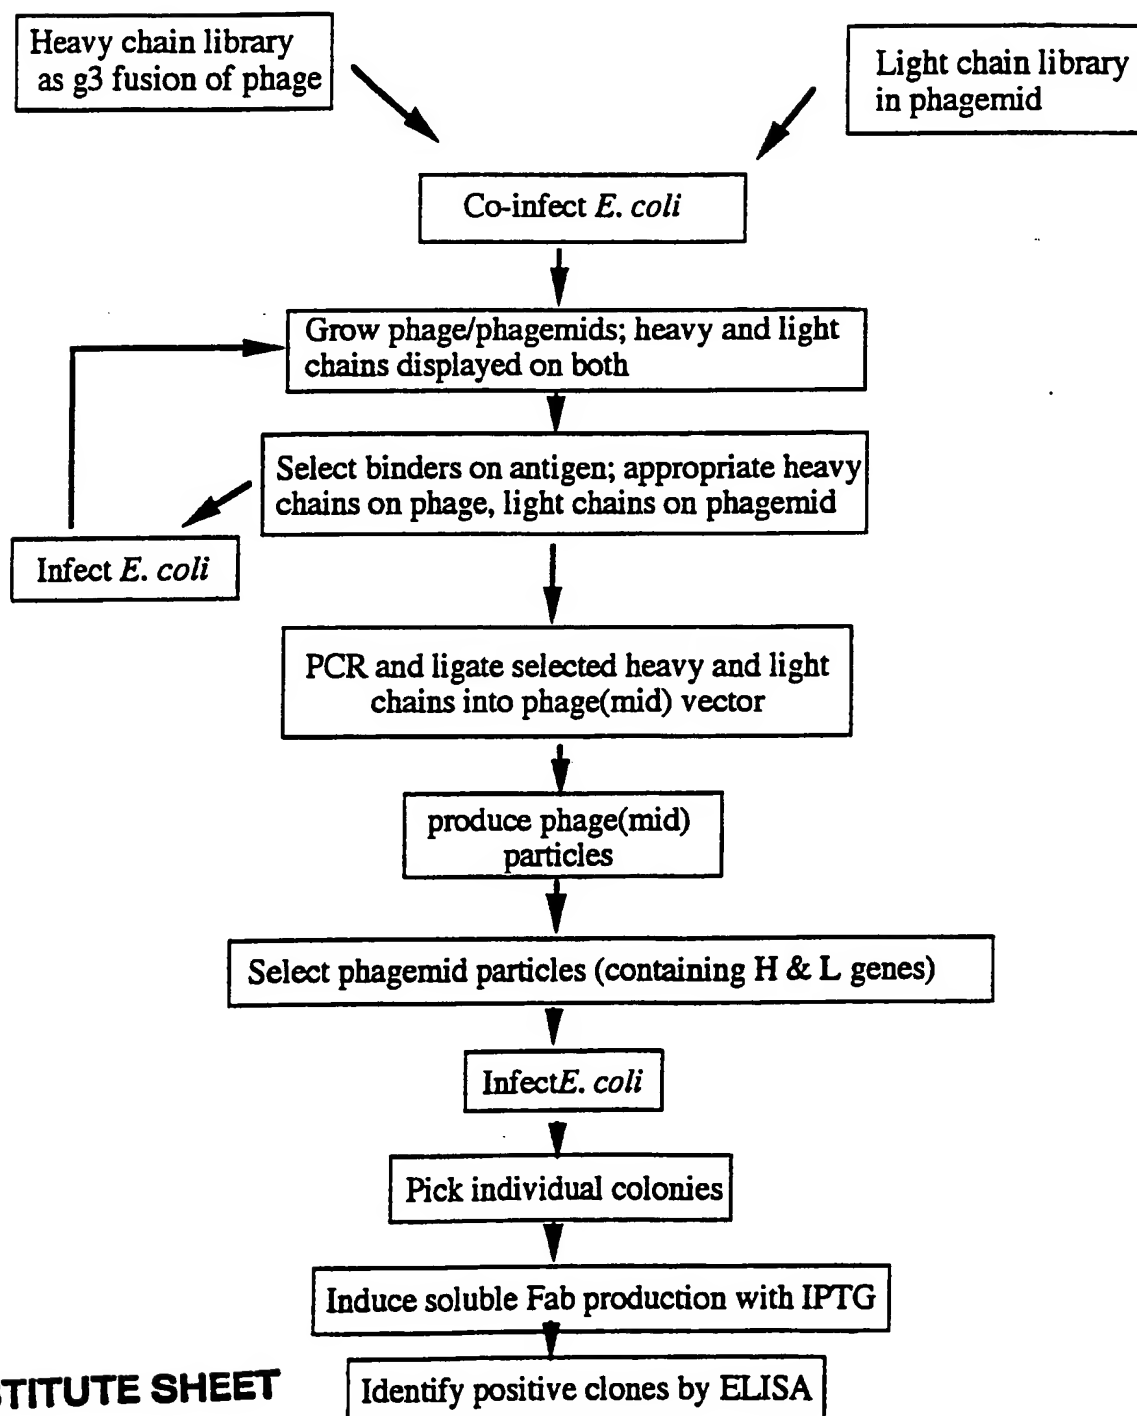 Heavy chain library
as g3 fusion of phage
Light chain library
in phagemid
Co-infect E. coli
Grow phage/phagemids; heavy and light
chains displayed on both
Select binders on antigen; appropriate heavy
chains on phage, light chains on phagemid
Infect E. coli
PCR and ligate selected heavy and light
chains into phage(mid) vector
produce phage(mid)
particles
Select phagemid particles (containing H & L genes)
InfectE. coli
Pick individual colonies
Induce soluble Fab production with IPTG
Identify positive clones by ELISA
STITUTE SHEET